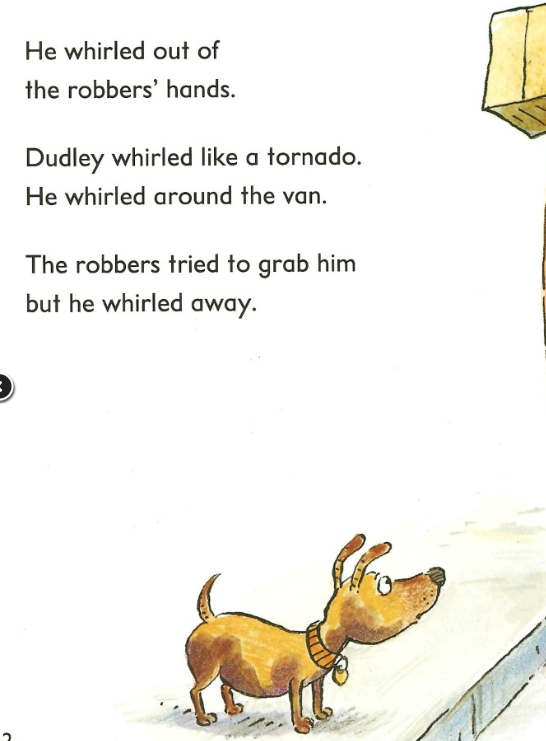 He whirled out of
the robbers' hands.
Dudley whirled like a tornado.
He whirled around the van.
The robbers tried to grab him
but he whirled away.